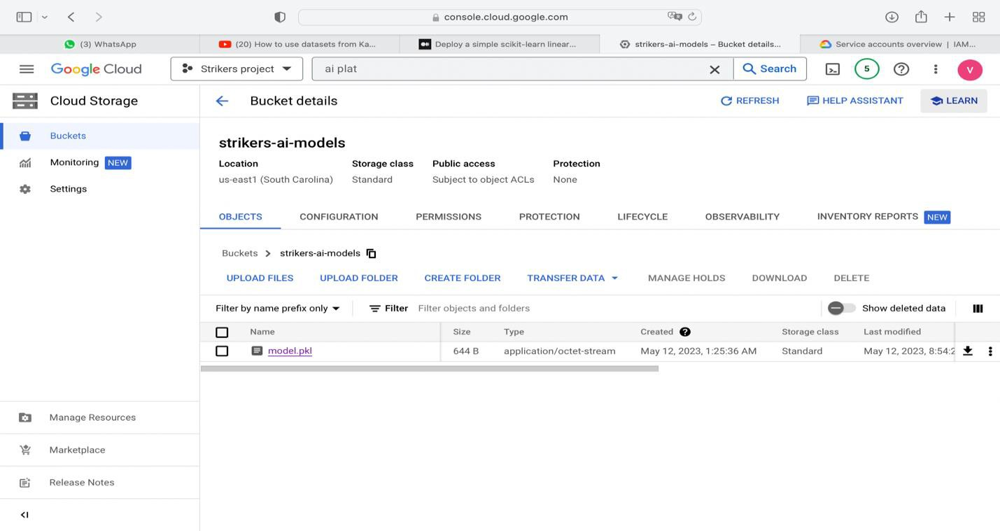 console.cloud.google.com
(3) WhatsApp
(20) How to use datasets from Ka...
Deploy a simple scikit-learn linear...
strikers-ai-models – Bucket details...
Service accounts overview | IAM...
Google Cloud
Strikers project
ai plat
Search
5
V
Cloud Storage
Bucket details
REFRESH
HELP ASSISTANT
LEARN
Buckets
Monitoring NEW
Settings
strikers-ai-models
Location Storage class Public access Protection
us-east1 (South Carolina) Standard Subject to object ACLs None
OBJECTS CONFIGURATION PERMISSIONS PROTECTION LIFECYCLE OBSERVABILITY INVENTORY REPORTS NEW
Buckets > strikers-ai-models
UPLOAD FILES UPLOAD FOLDER CREATE FOLDER TRANSFER DATA MANAGE HOLDS DOWNLOAD DELETE
Filter by name prefix only Filter Filter objects and folders Show deleted data
Name Size Type Created Storage class Last modified
model.pkl 644 B application/octet-stream May 12, 2023, 1:25:36 AM Standard May 12, 2023, 8:54:2
Manage Resources
Marketplace
Release Notes